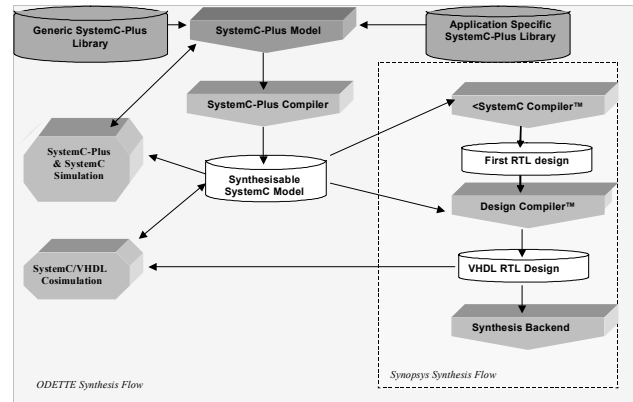 Generic SystemC-Plus
Library
SystemC-Plus Model
Application Specific
SystemC-Plus Library
SystemC-Plus Compiler
<SystemC Compiler™
SystemC-Plus
& SystemC
Simulation
First RTL design
Synthesisable
SystemC Model
Design Compiler™
SystemC/VHDL
Cosimulation
VHDL RTL Design
Synthesis Backend
ODETTE Synthesis Flow
Synopsys Synthesis Flow